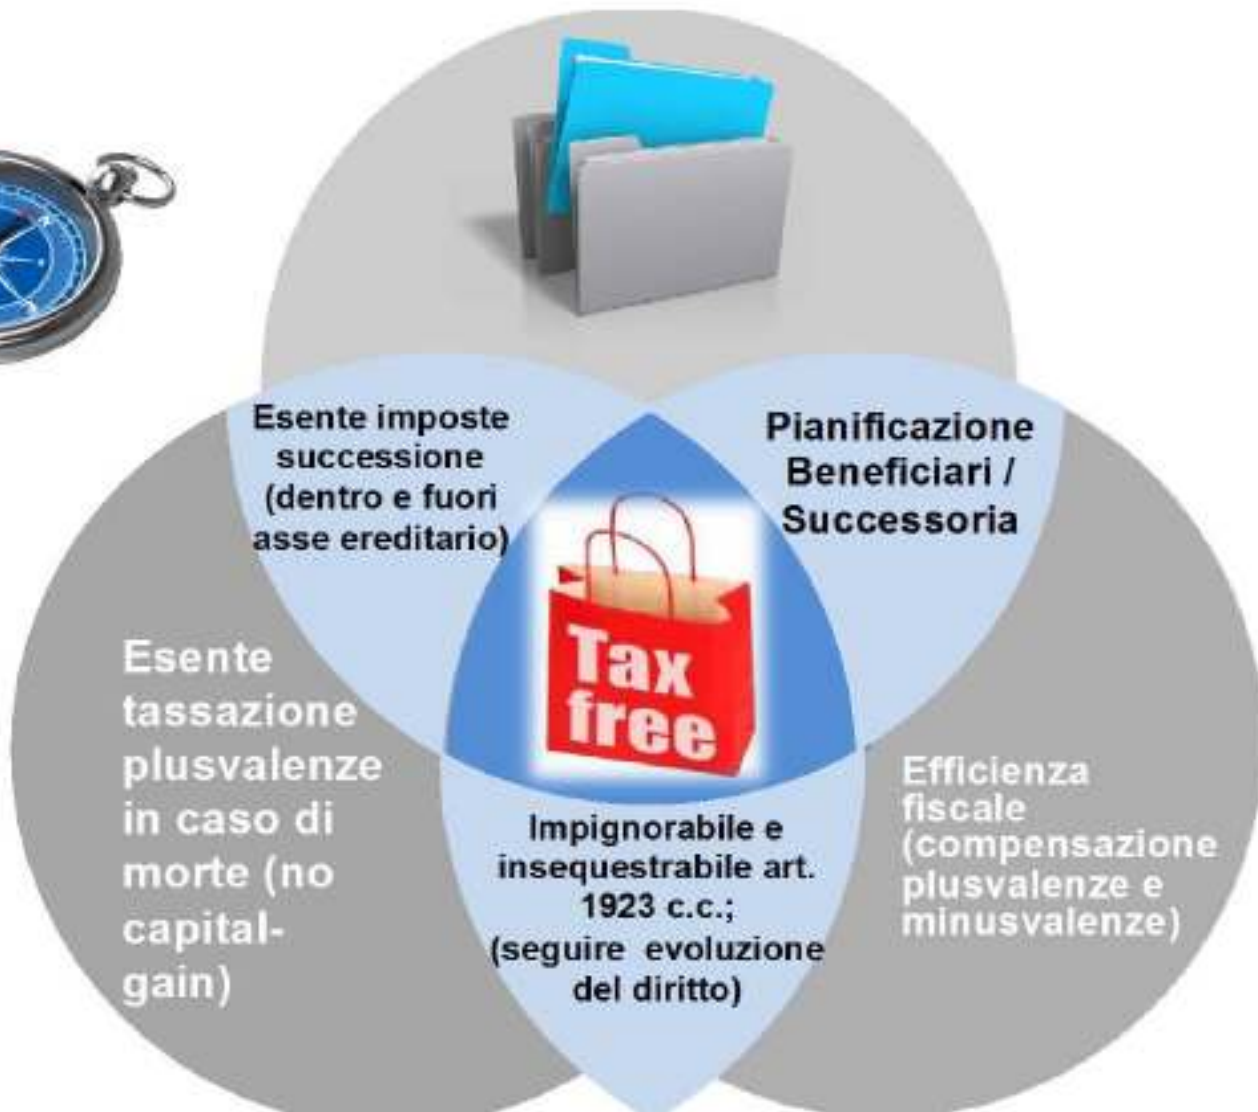 Esente imposte
successione
(dentro e fuori
asse ereditario)
Pianificazione
Beneficiari /
Successoria
Tax
free
Esente
tassazione
plusvalenze
in caso di
morte (no
capital-
gain)
Efficienza
fiscale
(compensazione
plusvalenze e
minusvalenze)
Impignorabile e
insequestrabile art.
1923 c.c.;
(seguire evoluzione
del diritto)